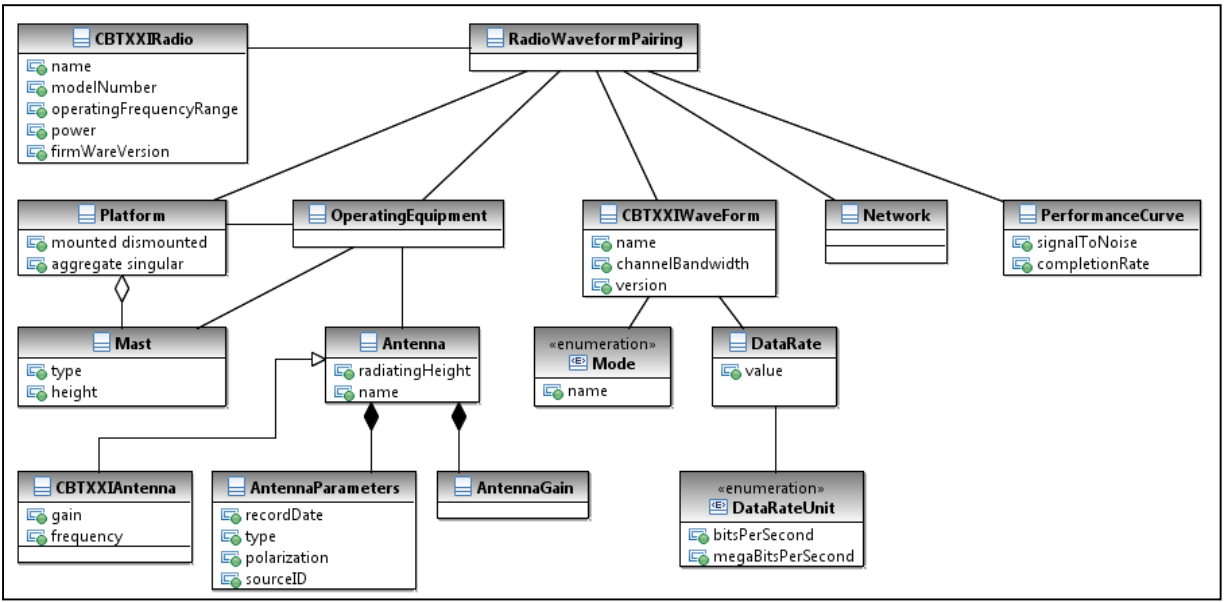 CBTXXIRadio
name
modelNumber
operatingFrequencyRange
power
firmWareVersion
RadioWaveformPairing
Platform
mounted dismounted
aggregate singular
OperatingEquipment
CBTXXIWaveForm
name
channelBandwidth
version
Network
PerformanceCurve
signalToNoise
completionRate
Mast
type
height
Antenna
radiatingHeight
name
«enumeration»
<E> Mode
name
DataRate
value
CBTXXIAntenna
gain
frequency
AntennaParameters
recordDate
type
polarization
sourceID
AntennaGain
«enumeration»
<E> DataRateUnit
bitsPerSecond
megaBitsPerSecond